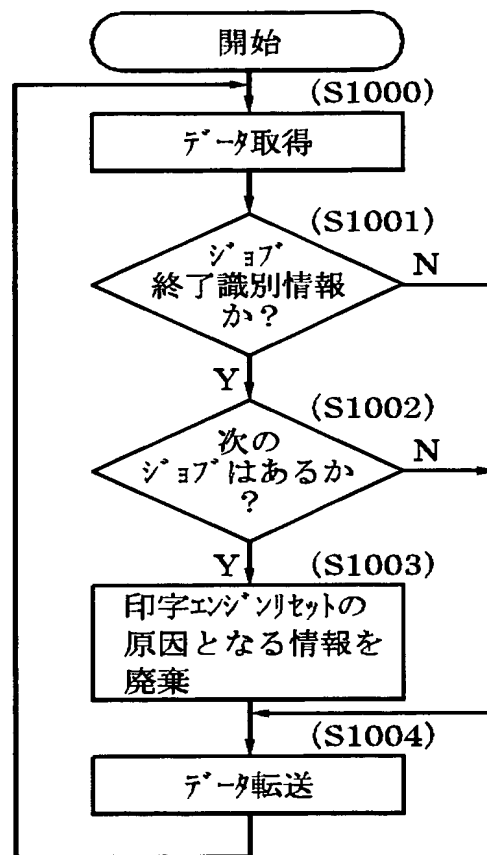 開始
(S1000)
ﾃﾞｰﾀ取得
(S1001)
ｼﾞｮﾌﾞ
終了識別情報
か？
N
Y
(S1002)
次の
ｼﾞｮﾌﾞはあるか
？
N
Y
(S1003)
印字ｴﾝｼﾞﾝﾘｾｯﾄの
原因となる情報を
廃棄
(S1004)
ﾃﾞｰﾀ転送